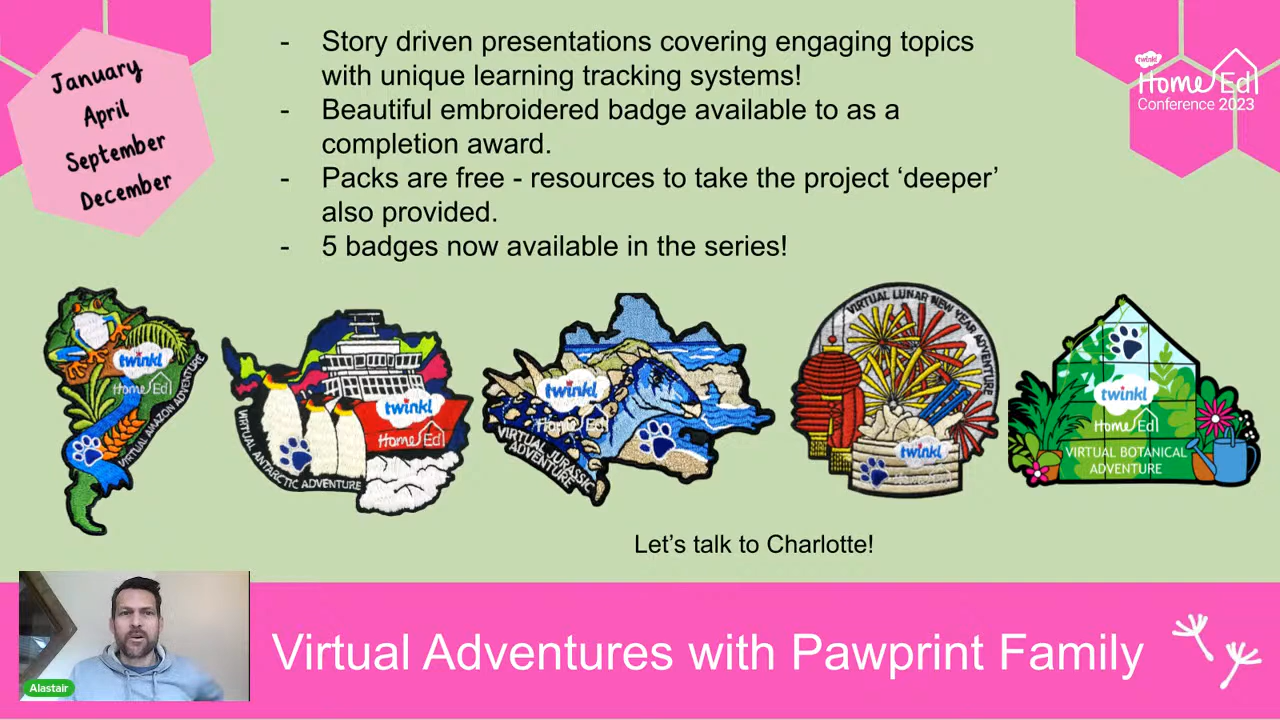 January
April
September
December
- Story driven presentations covering engaging topics
with unique learning tracking systems!
- Beautiful embroidered badge available to as a
completion award.
- Packs are free - resources to take the project ‘deeper’
also provided.
- 5 badges now available in the series!
twinkl
Home Ed
Conference 2023
twinkl
Home Ed
VIRTUAL AMAZON ADVENTURE
twinkl
Home Ed
VIRTUAL ANTARCTIC ADVENTURE
twinkl
Home Ed
VIRTUAL JURASSIC
ADVENTURE
VIRTUAL LUNAR NEW YEAR ADVENTURE
twinkl
Home Ed
twinkl
Home Ed
VIRTUAL BOTANICAL
ADVENTURE
Let’s talk to Charlotte!
Alastair
Virtual Adventures with Pawprint Family